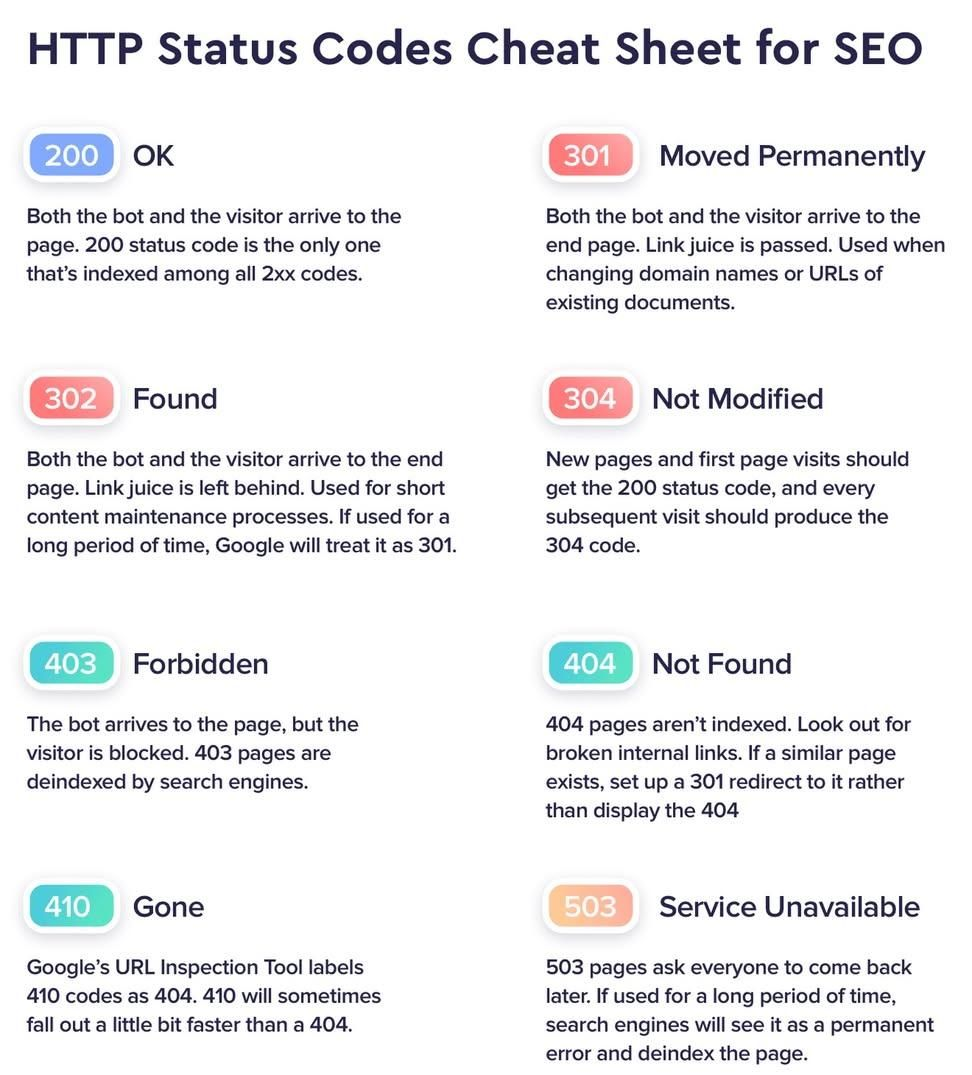 HTTP Status Codes Cheat Sheet for SEO
200 OK
Both the bot and the visitor arrive to the
page. 200 status code is the only one
that's indexed among all 2xx codes.
301 Moved Permanently
Both the bot and the visitor arrive to the
end page. Link juice is passed. Used when
changing domain names or URLs of
existing documents.
302 Found
Both the bot and the visitor arrive to the end
page. Link juice is left behind. Used for short
content maintenance processes. If used for a
long period of time, Google will treat it as 301.
304 Not Modified
New pages and first page visits should
get the 200 status code, and every
subsequent visit should produce the
304 code.
403 Forbidden
The bot arrives to the page, but the
visitor is blocked. 403 pages are
deindexed by search engines.
404 Not Found
404 pages aren't indexed. Look out for
broken internal links. If a similar page
exists, set up a 301 redirect to it rather
than display the 404
410 Gone
Google's URL Inspection Tool labels
410 codes as 404. 410 will sometimes
fall out a little bit faster than a 404.
503 Service Unavailable
503 pages ask everyone to come back
later. If used for a long period of time,
search engines will see it as a permanent
error and deindex the page.